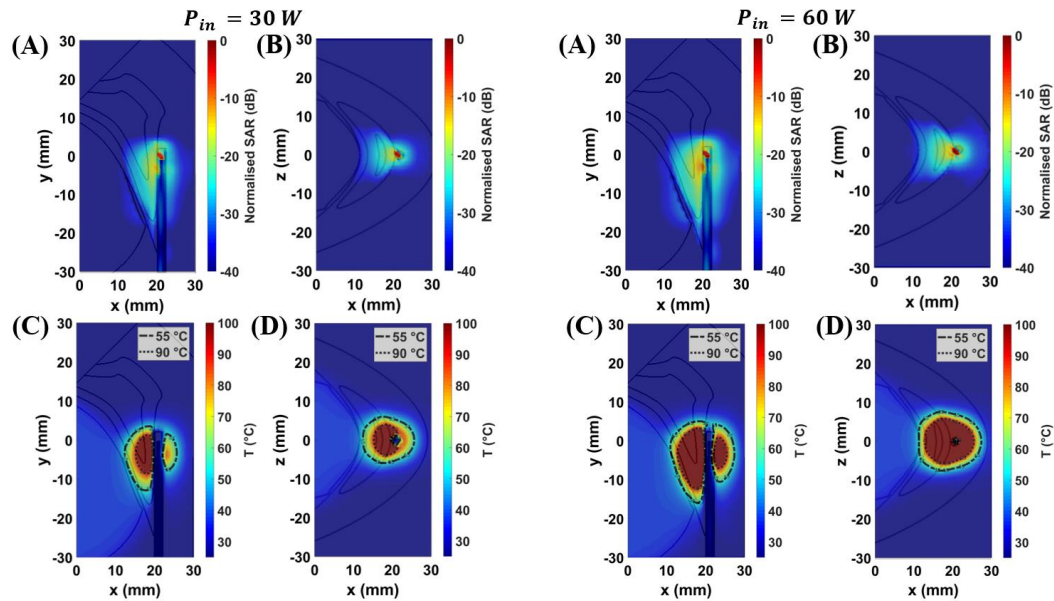 P_in = 30 W
P_in = 60 W
(A)
30
20
10
0
-10
-20
-30
y (mm)
0 10 20 30
x (mm)
0
-10
-20
-30
-40
Normalised SAR (dB)
(B)
30
20
10
0
-10
-20
-30
z (mm)
0 10 20 30
x (mm)
0
-10
-20
-30
-40
Normalised SAR (dB)
(A)
30
20
10
0
-10
-20
-30
y (mm)
0 10 20 30
x (mm)
0
-10
-20
-30
-40
Normalised SAR (dB)
(B)
30
20
10
0
-10
-20
-30
z (mm)
0 10 20 30
x (mm)
0
-10
-20
-30
-40
Normalised SAR (dB)
(C)
55 °C
90 °C
30
20
10
0
-10
-20
-30
y (mm)
0 10 20 30
x (mm)
100
90
80
70
60
50
40
30
T (°C)
(D)
55 °C
90 °C
30
20
10
0
-10
-20
-30
z (mm)
0 10 20 30
x (mm)
100
90
80
70
60
50
40
30
T (°C)
(C)
55 °C
90 °C
30
20
10
0
-10
-20
-30
y (mm)
0 10 20 30
x (mm)
100
90
80
70
60
50
40
30
T (°C)
(D)
55 °C
90 °C
30
20
10
0
-10
-20
-30
z (mm)
0 10 20 30
x (mm)
100
90
80
70
60
50
40
30
T (°C)